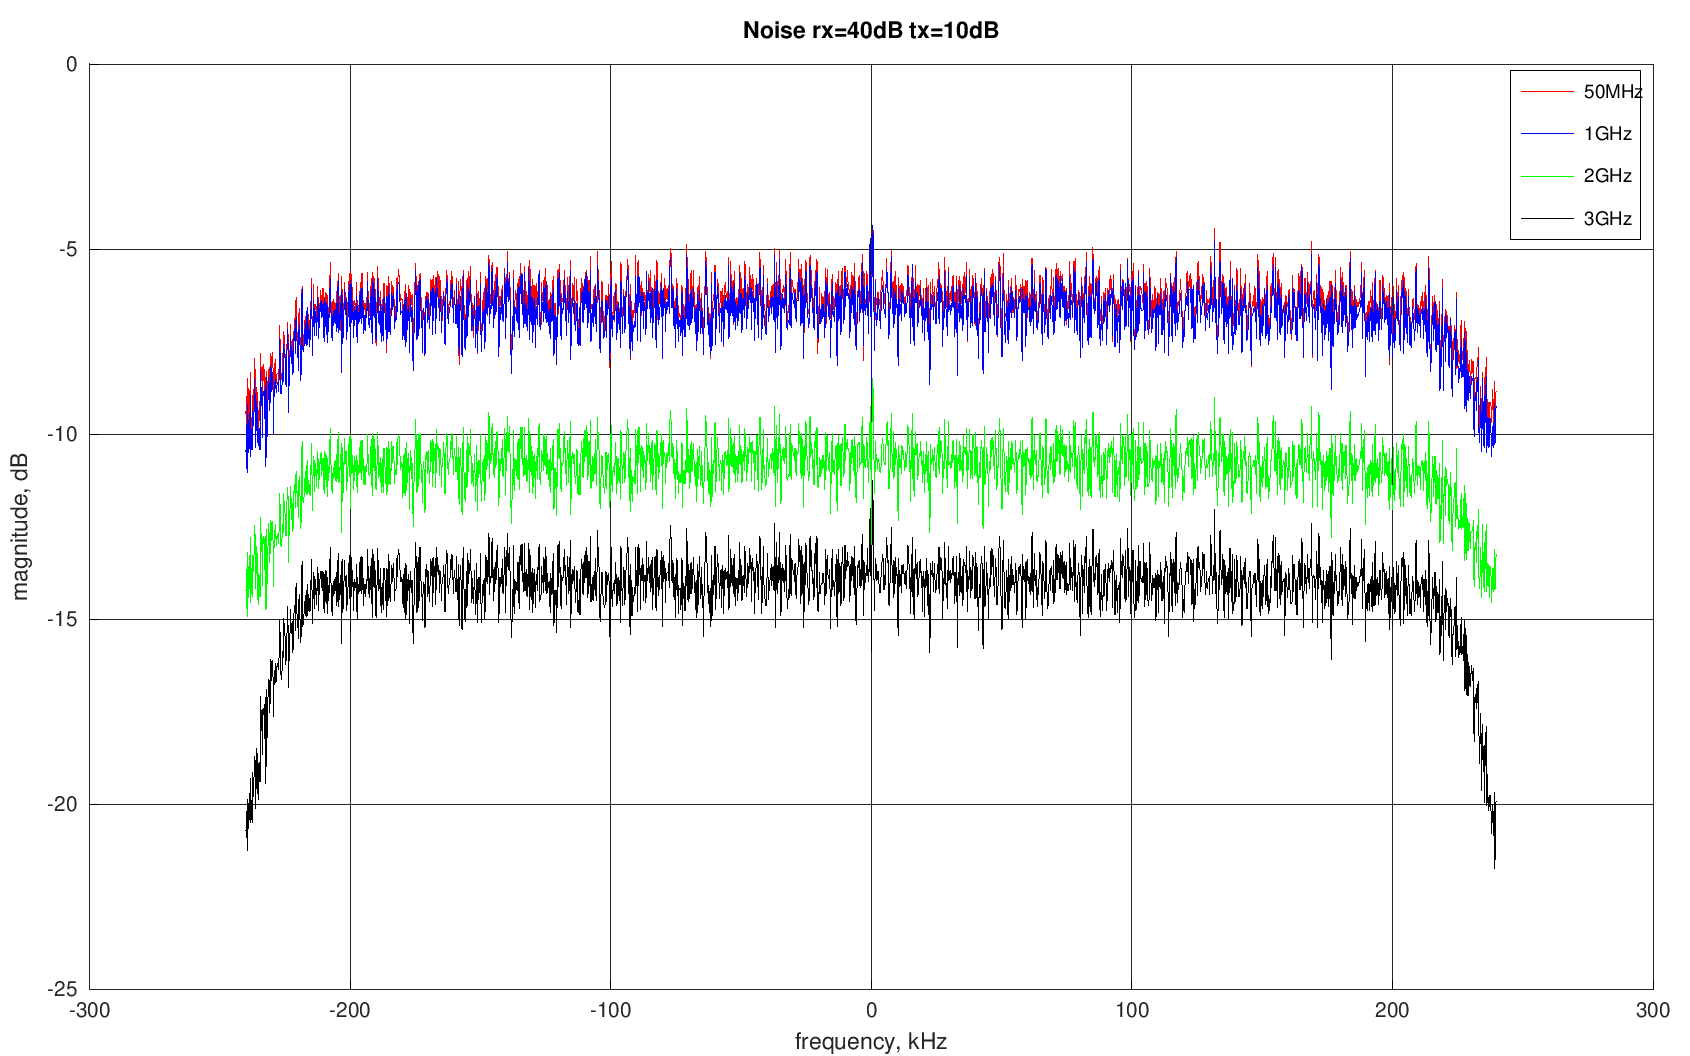 Noise rx=40dB tx=10dB
0
-5
-10
-15
-20
-25
magnitude, dB
-300
-200
-100
0
100
200
300
frequency, kHz
50MHz
1GHz
2GHz
3GHz